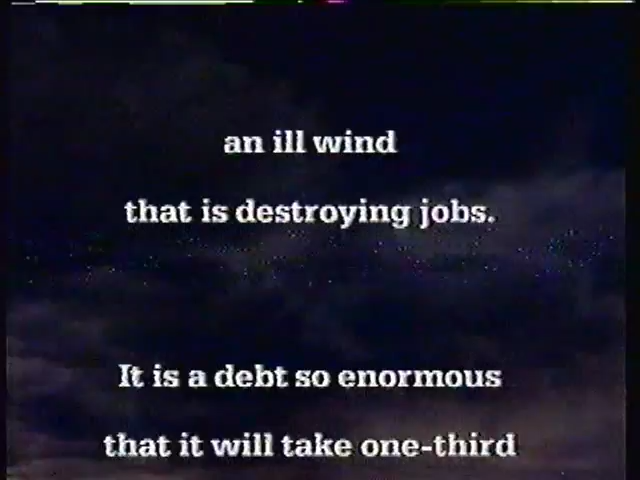 an ill wind
that is destroying jobs.
It is a debt so enormous
that it will take one-third